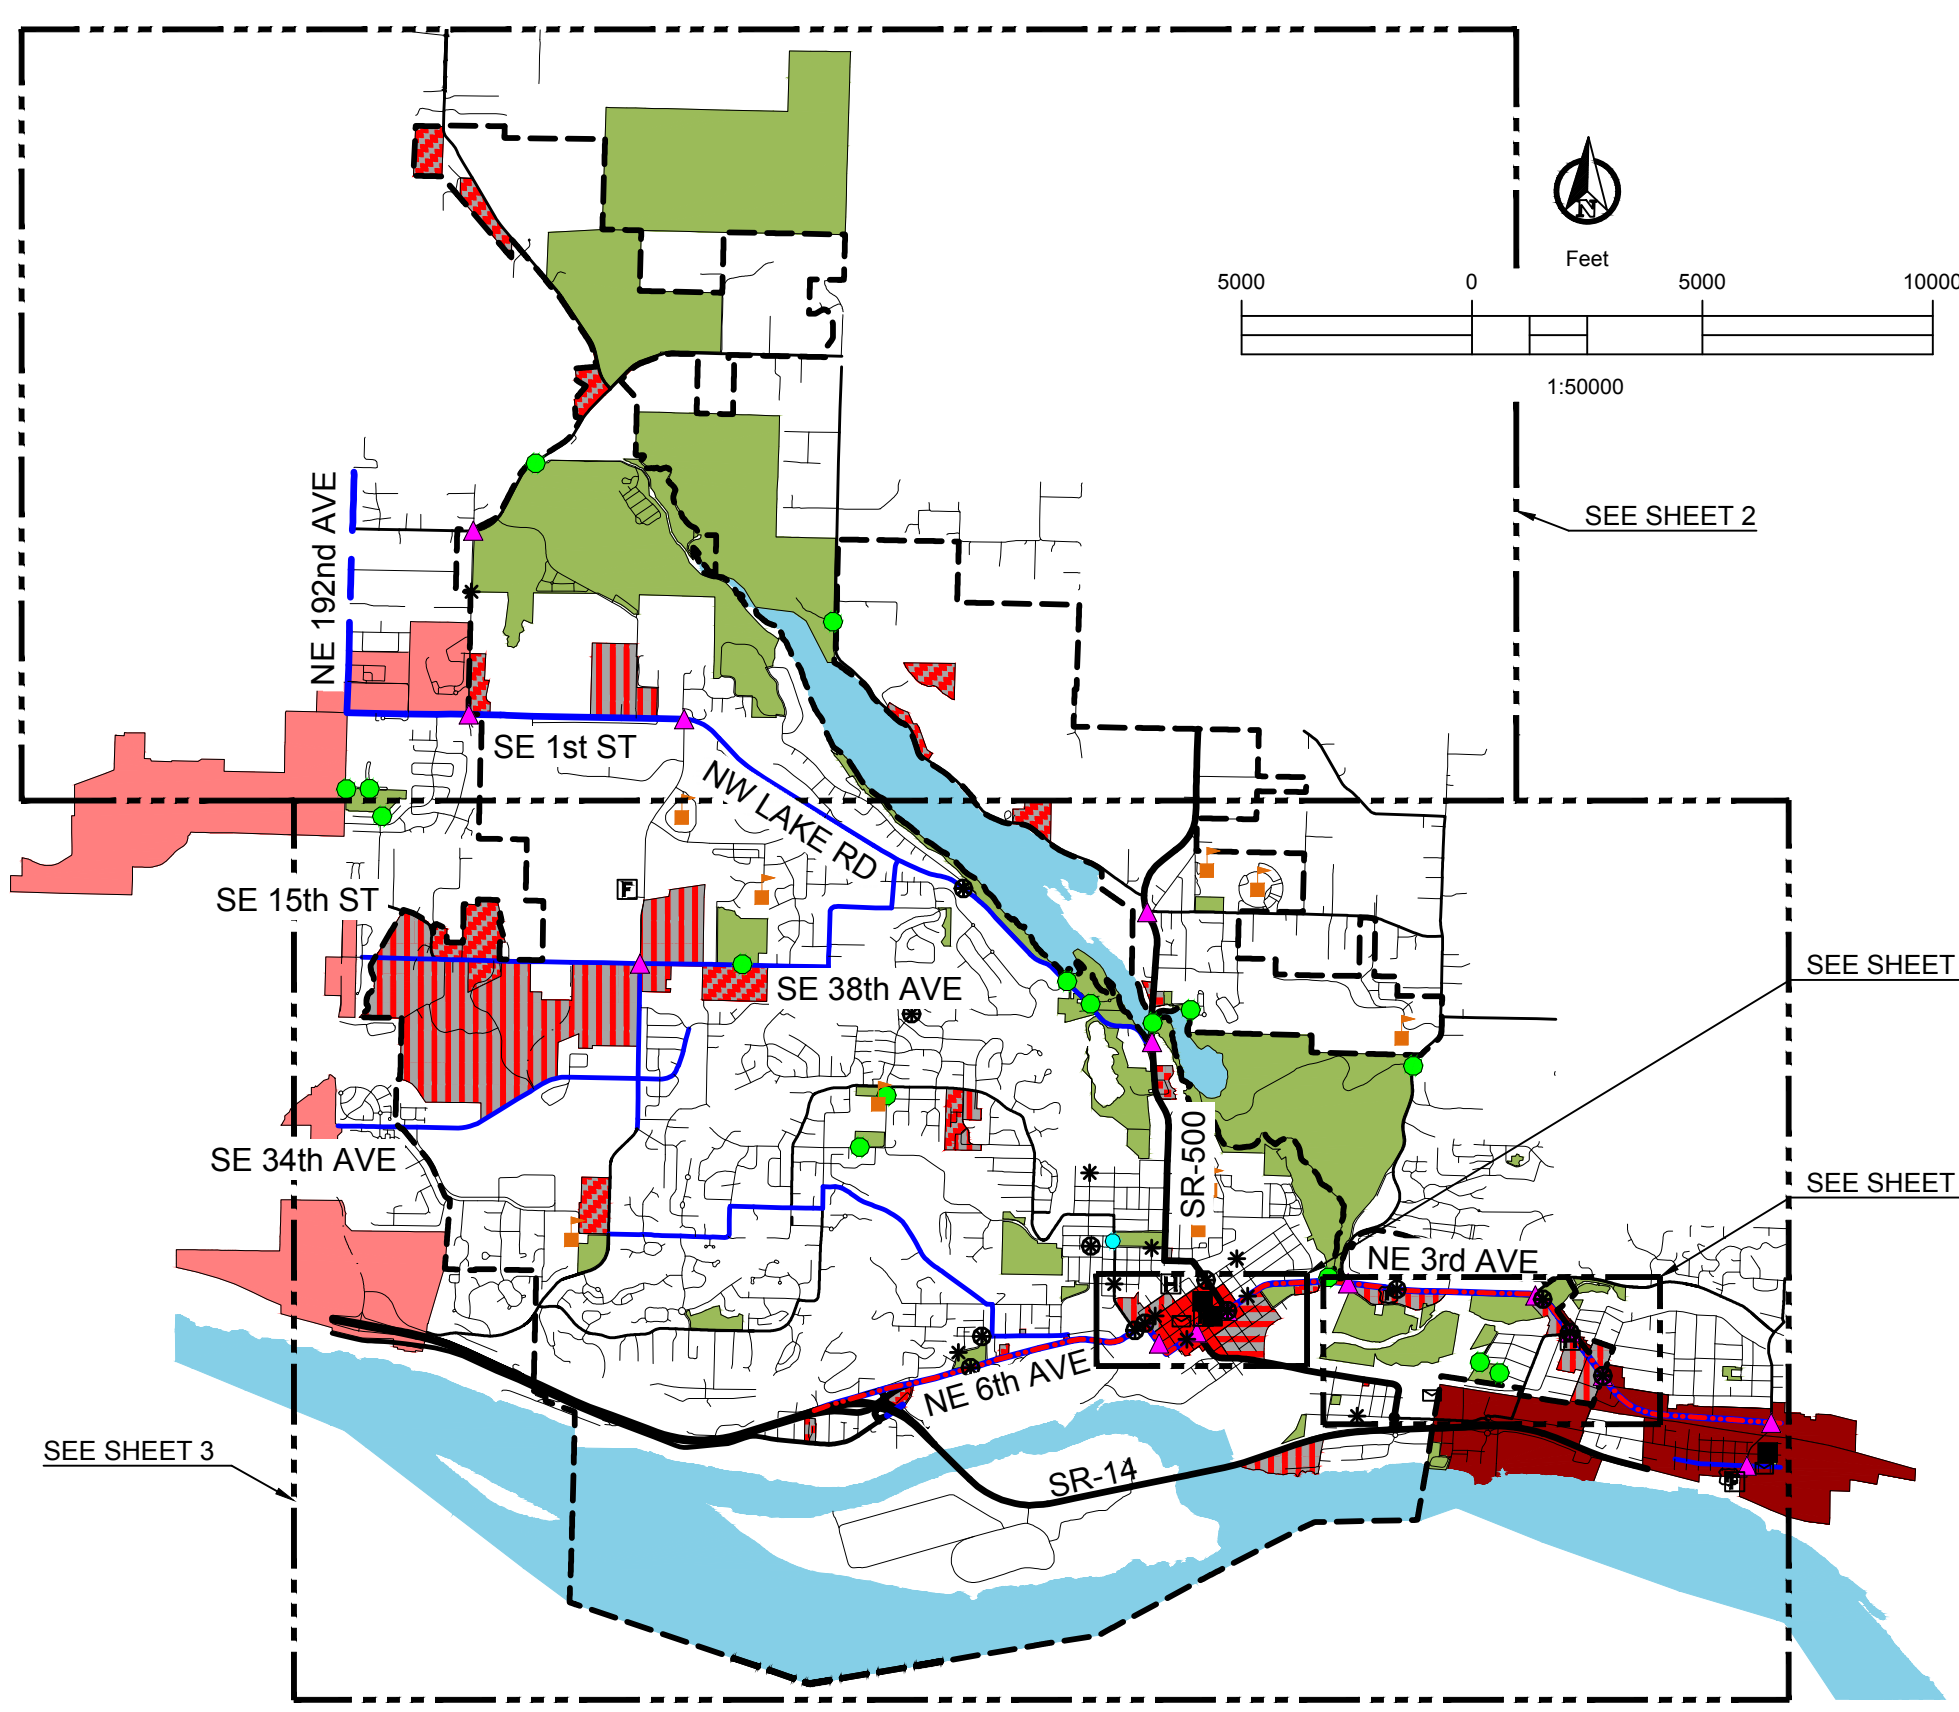 N
Feet
5000 0 5000 10000
1:50000
NE 192nd AVE
SEE SHEET 2
SE 1st ST
NW LAKE RD
SE 15th ST
F
SEE SHEET
SE 38th AVE
SR-500
SE 34th AVE
SEE SHEET
NE 3rd AVE
H
NE 6th AVE
SEE SHEET 3
SR-14